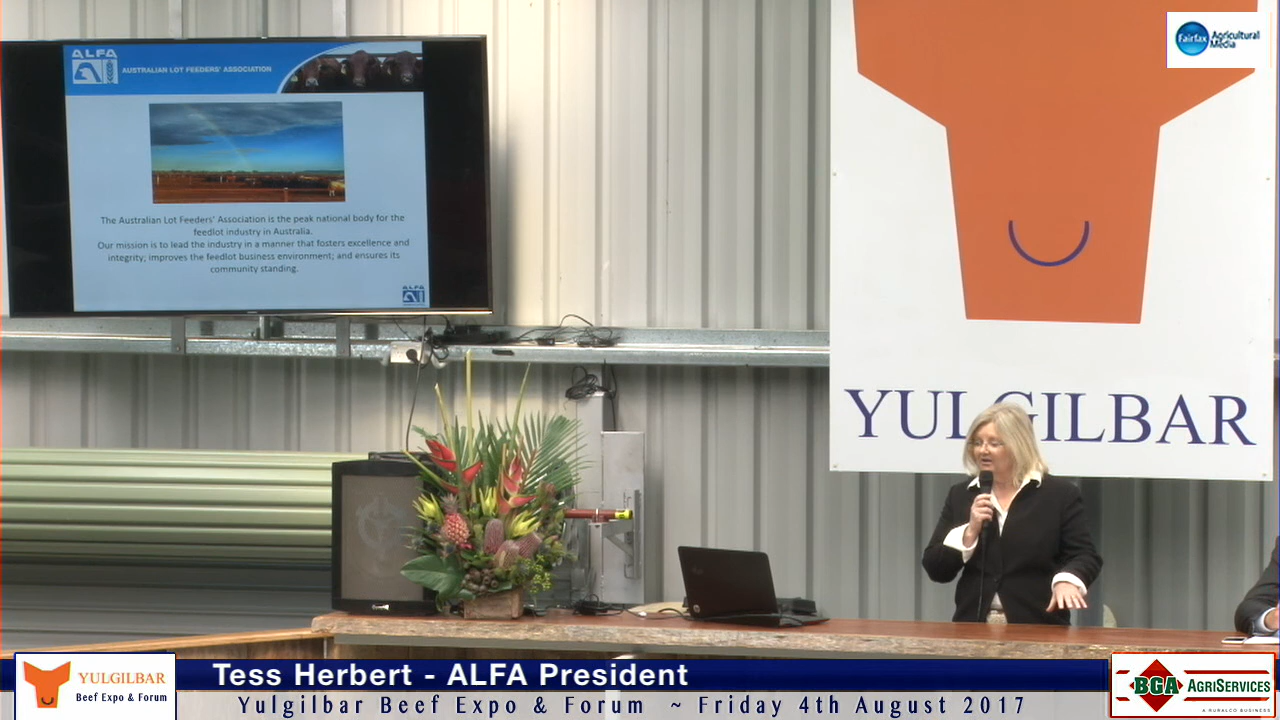 ALFA
AUSTRALIAN LOT FEEDERS' ASSOCIATION
The Australian Lot Feeders' Association is the peak national body for the
feedlot industry in Australia.
Our mission is to lead the industry in a manner that fosters excellence and
integrity; improves the feedlot business environment; and ensures its
community standing.
ALFA
Fairfax
Agricultural
Media
YULGILBAR
YULGILBAR
Beef Expo & Forum
Tess Herbert - ALFA President
Yulgilbar Beef Expo & Forum ~ Friday 4th August 2017
BGA AGRISERVICES
A RURALCO BUSINESS